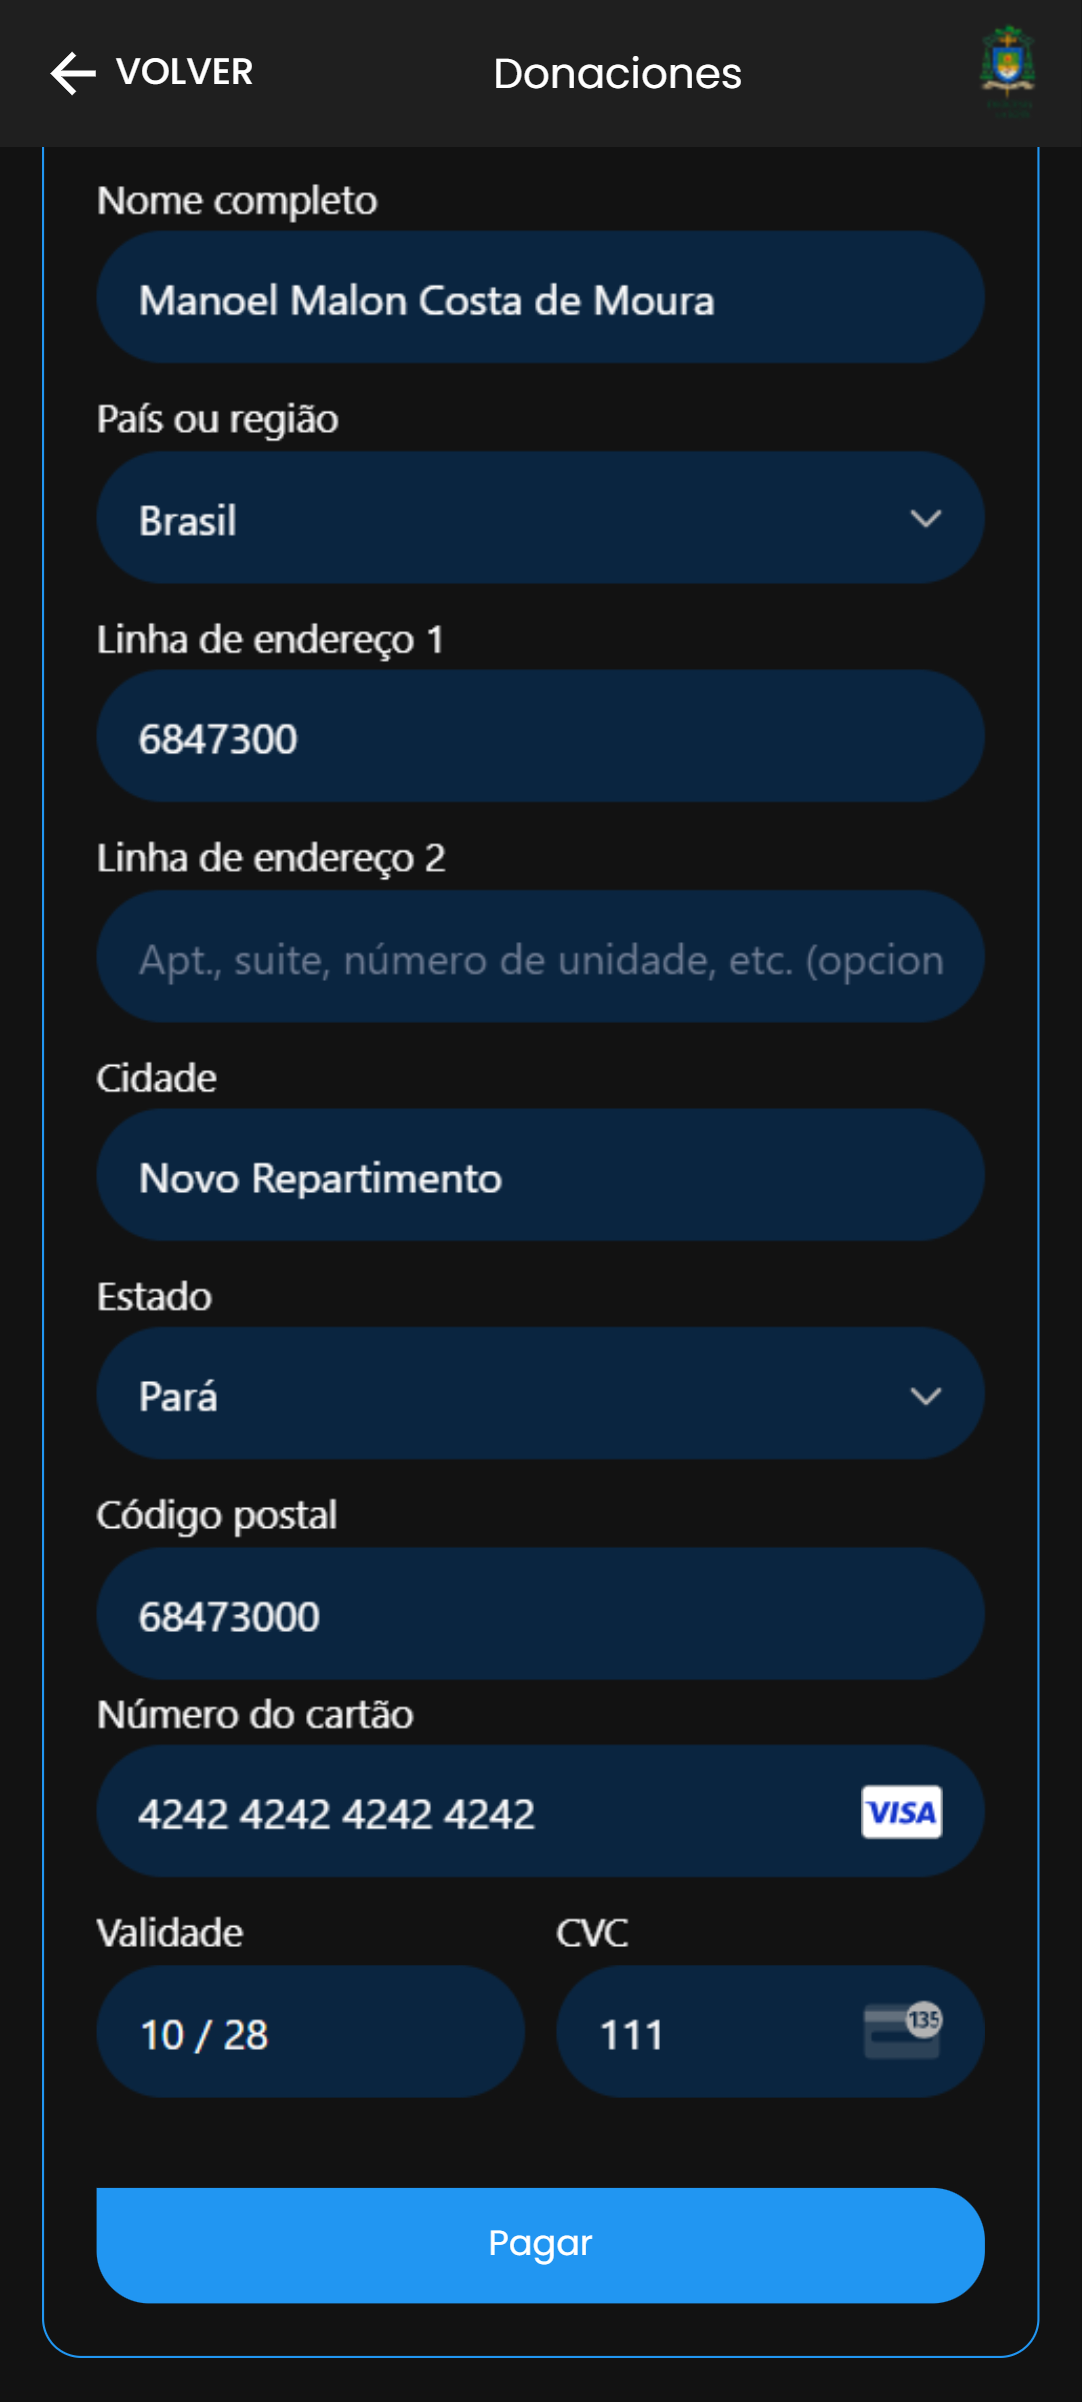 VOLVER
Donaciones
Nome completo
Manoel Malon Costa de Moura
País ou região
Brasil
Linha de endereço 1
6847300
Linha de endereço 2
Apt., suite, número de unidade, etc. (opcion
Cidade
Novo Repartimento
Estado
Pará
Código postal
68473000
Número do cartão
4242 4242 4242 4242
VISA
Validade
CVC
10 / 28
111
135
Pagar